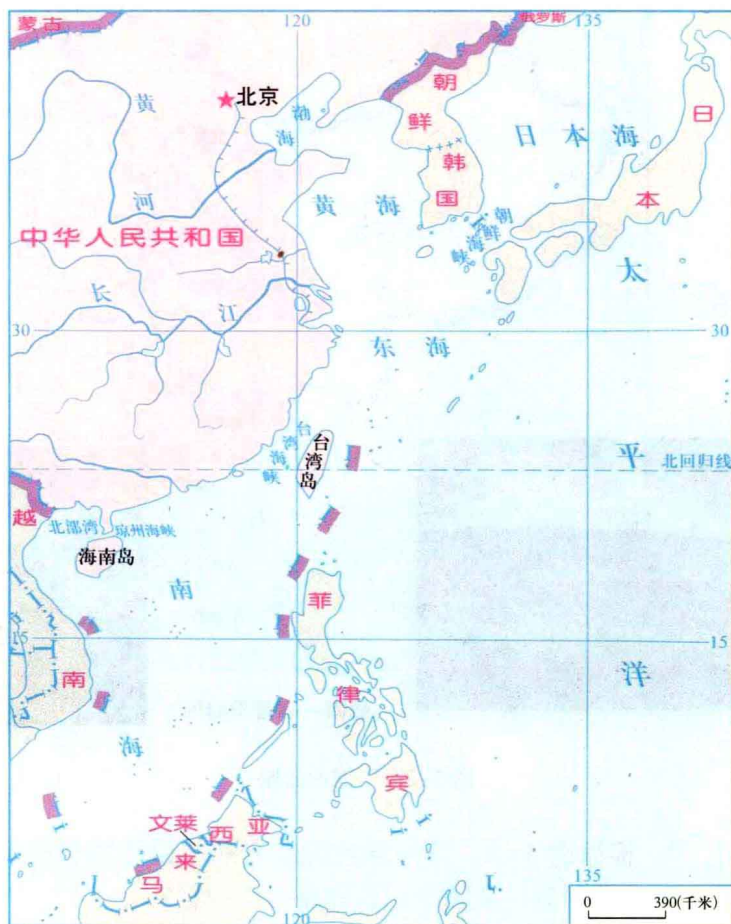 蒙古
120
135
俄罗斯
北京
黄河
渤海
朝鲜
韩国
日本海
日本
黄海
朝鲜海峡
中华人民共和国
长江
30
30
东海
太平洋
台湾海峡
台湾岛
北回归线
越南
北部湾
琼州海峡
海南岛
南海
菲律宾
15
15
文莱
马来西亚
120
135
0 390(千米)